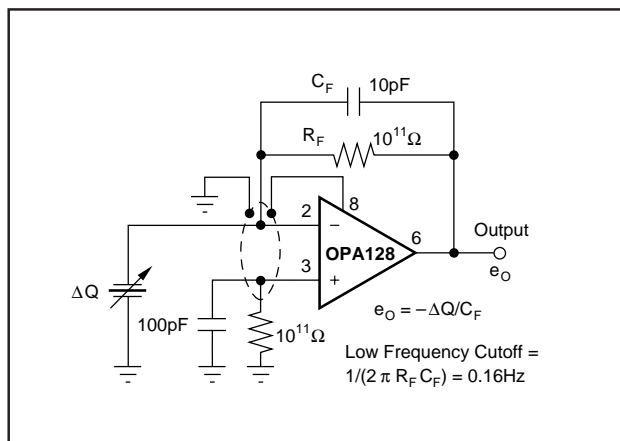 C_F 10pF
R_F 10^11Ω
8
2
−
OPA128
6
Output
3
+
e_O
ΔQ
100pF
10^11Ω
e_O = −ΔQ/C_F
Low Frequency Cutoff =
1/(2 π R_F C_F) = 0.16Hz